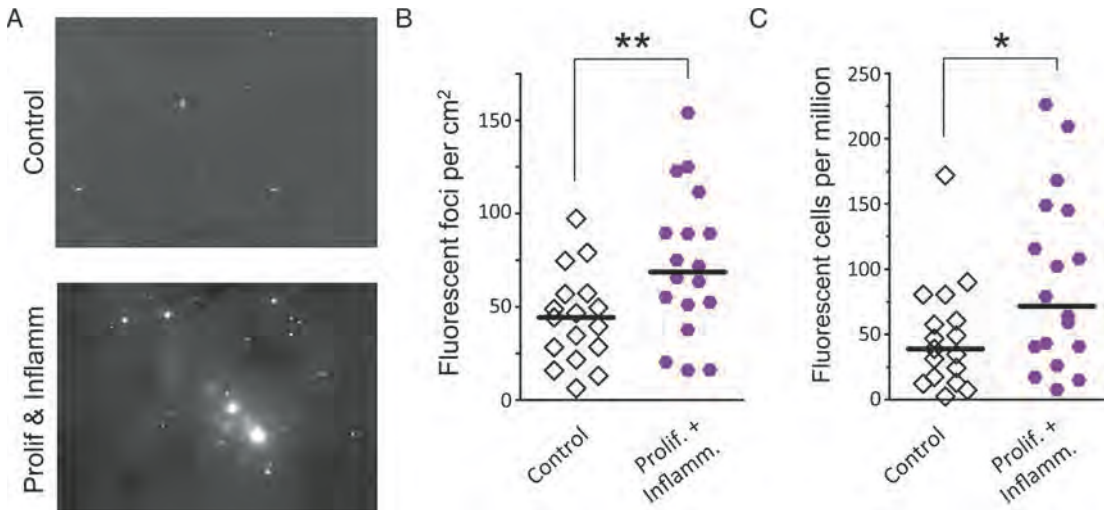 A
Control
Prolif & Inflamm
B
**
Fluorescent foci per cm²
150
100
50
0
Control
Prolif. +
Inflamm.
C
*
Fluorescent cells per million
250
200
150
100
50
0
Control
Prolif. +
Inflamm.